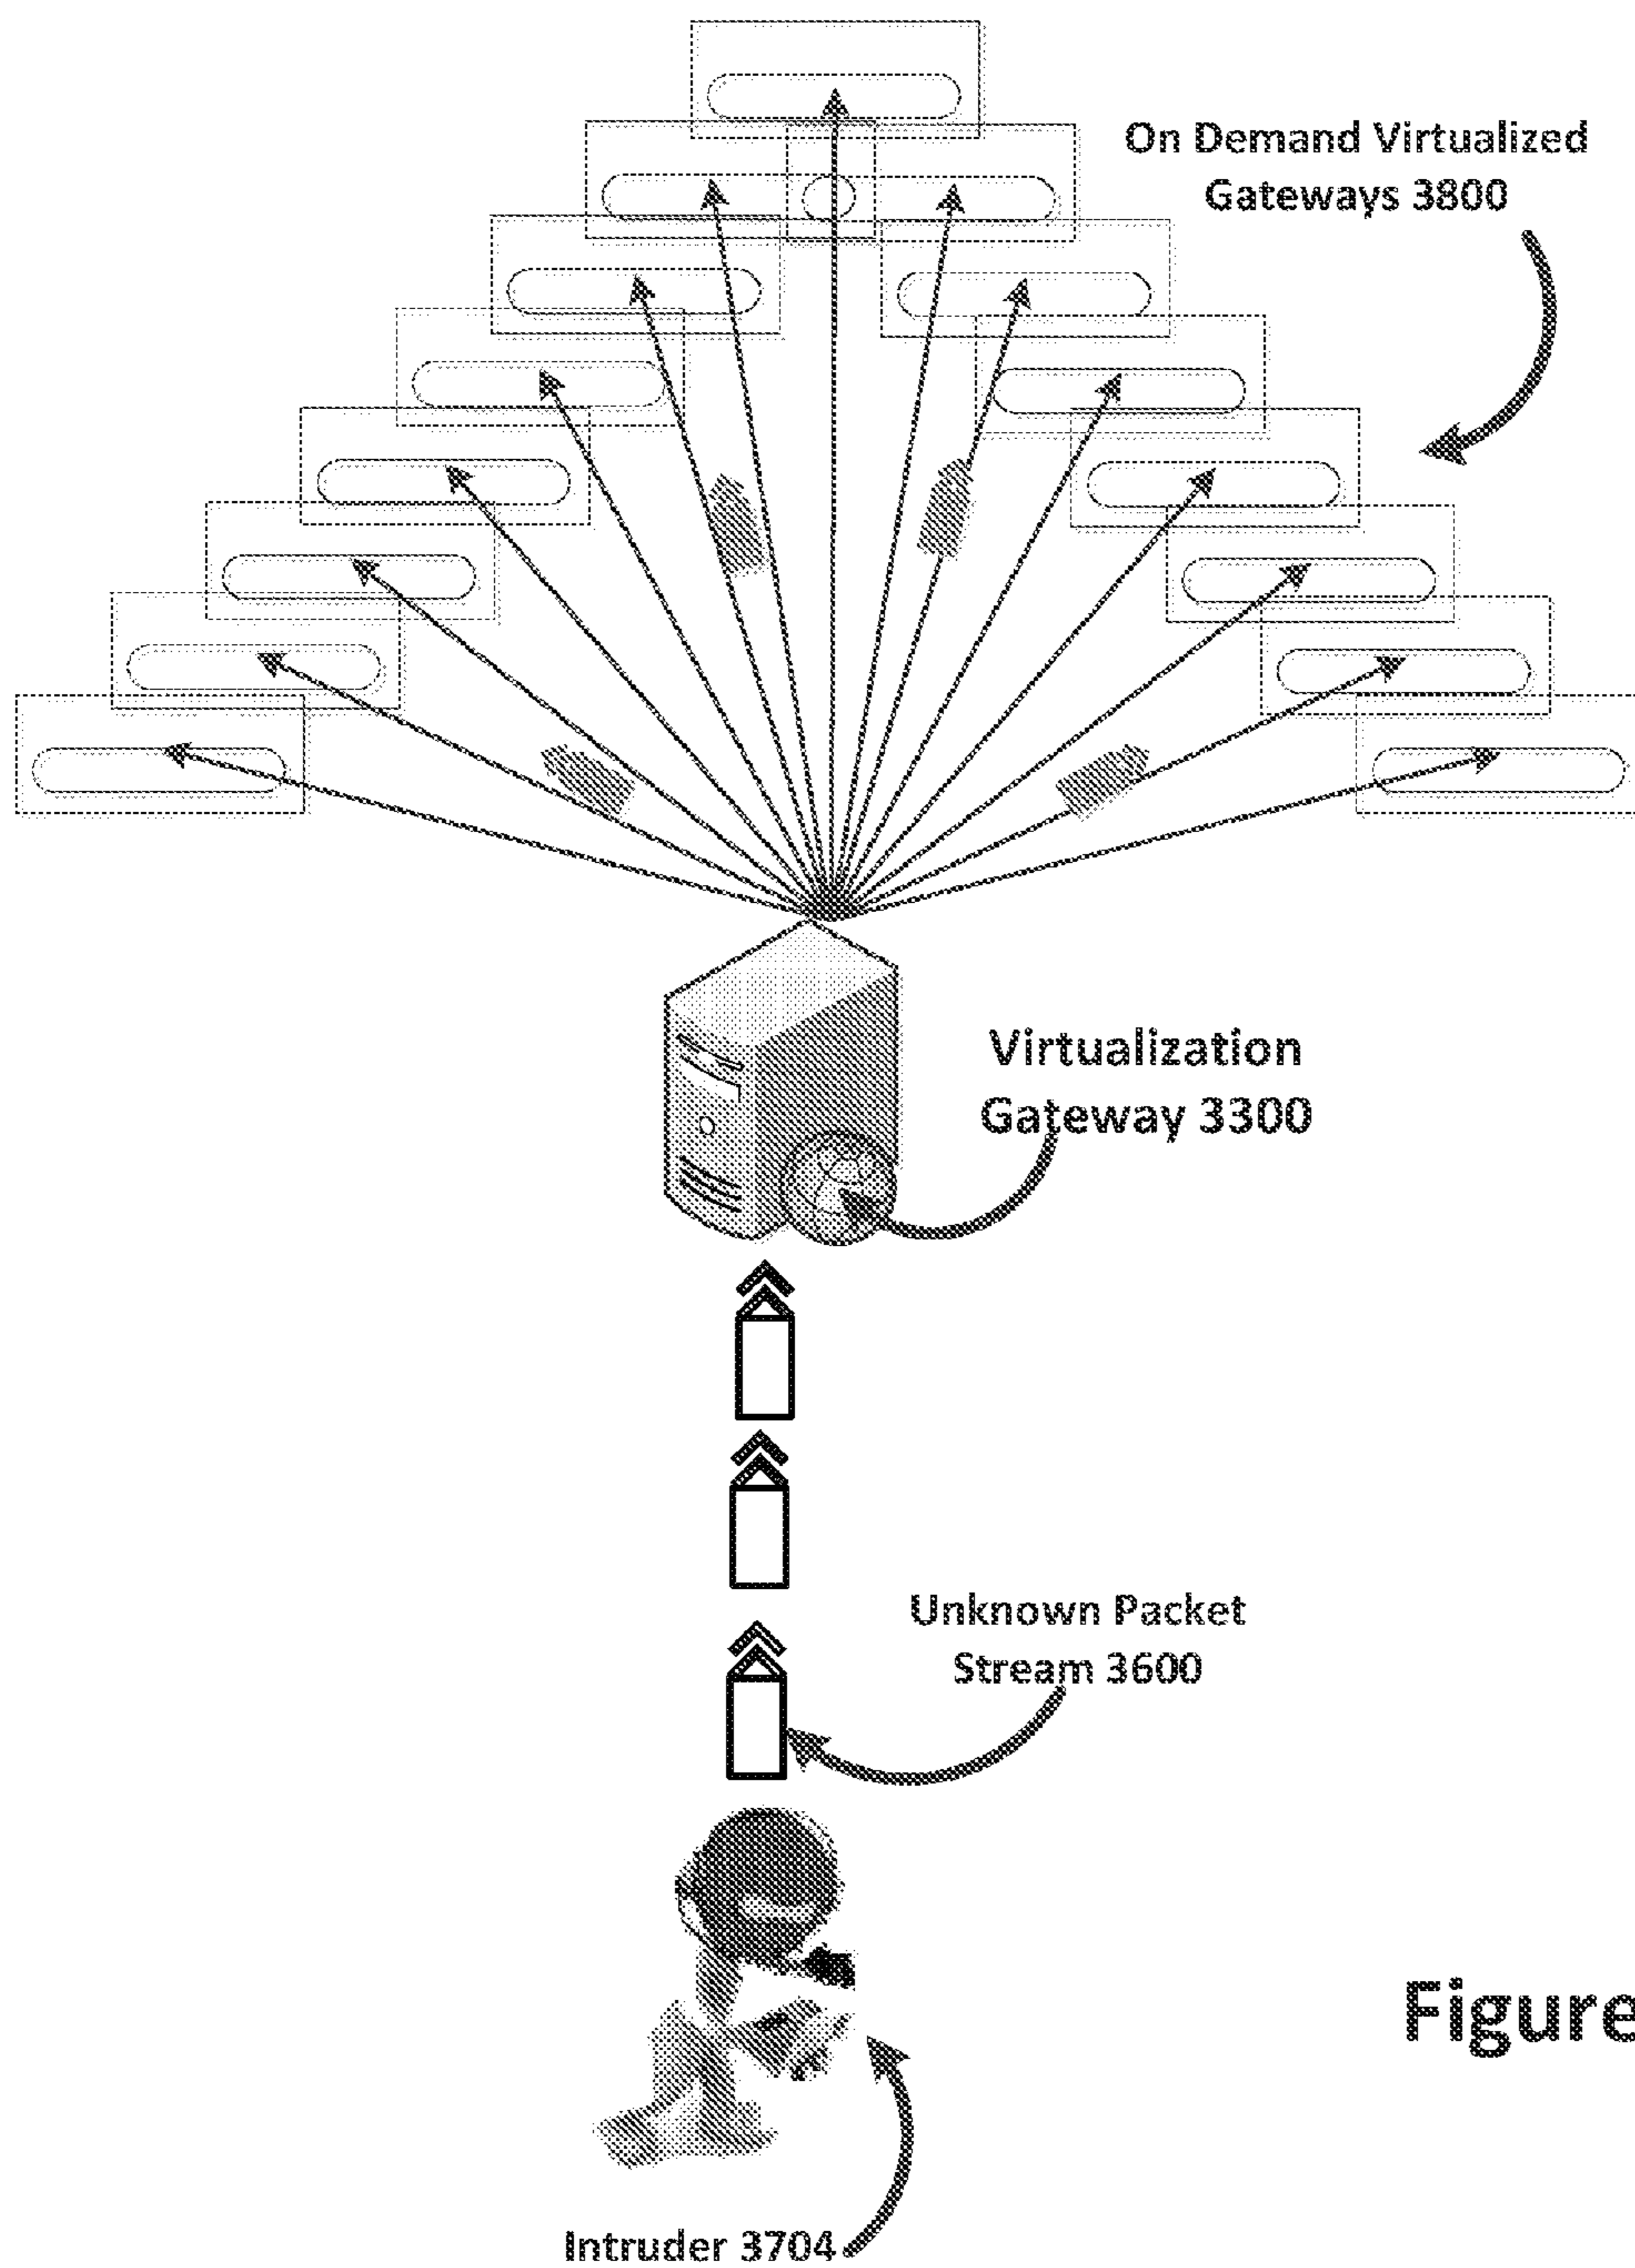 On Demand Virtualized
Gateways 3800
Virtualization
Gateway 3300
Unknown Packet
Stream 3600
Figure
Intruder 3704